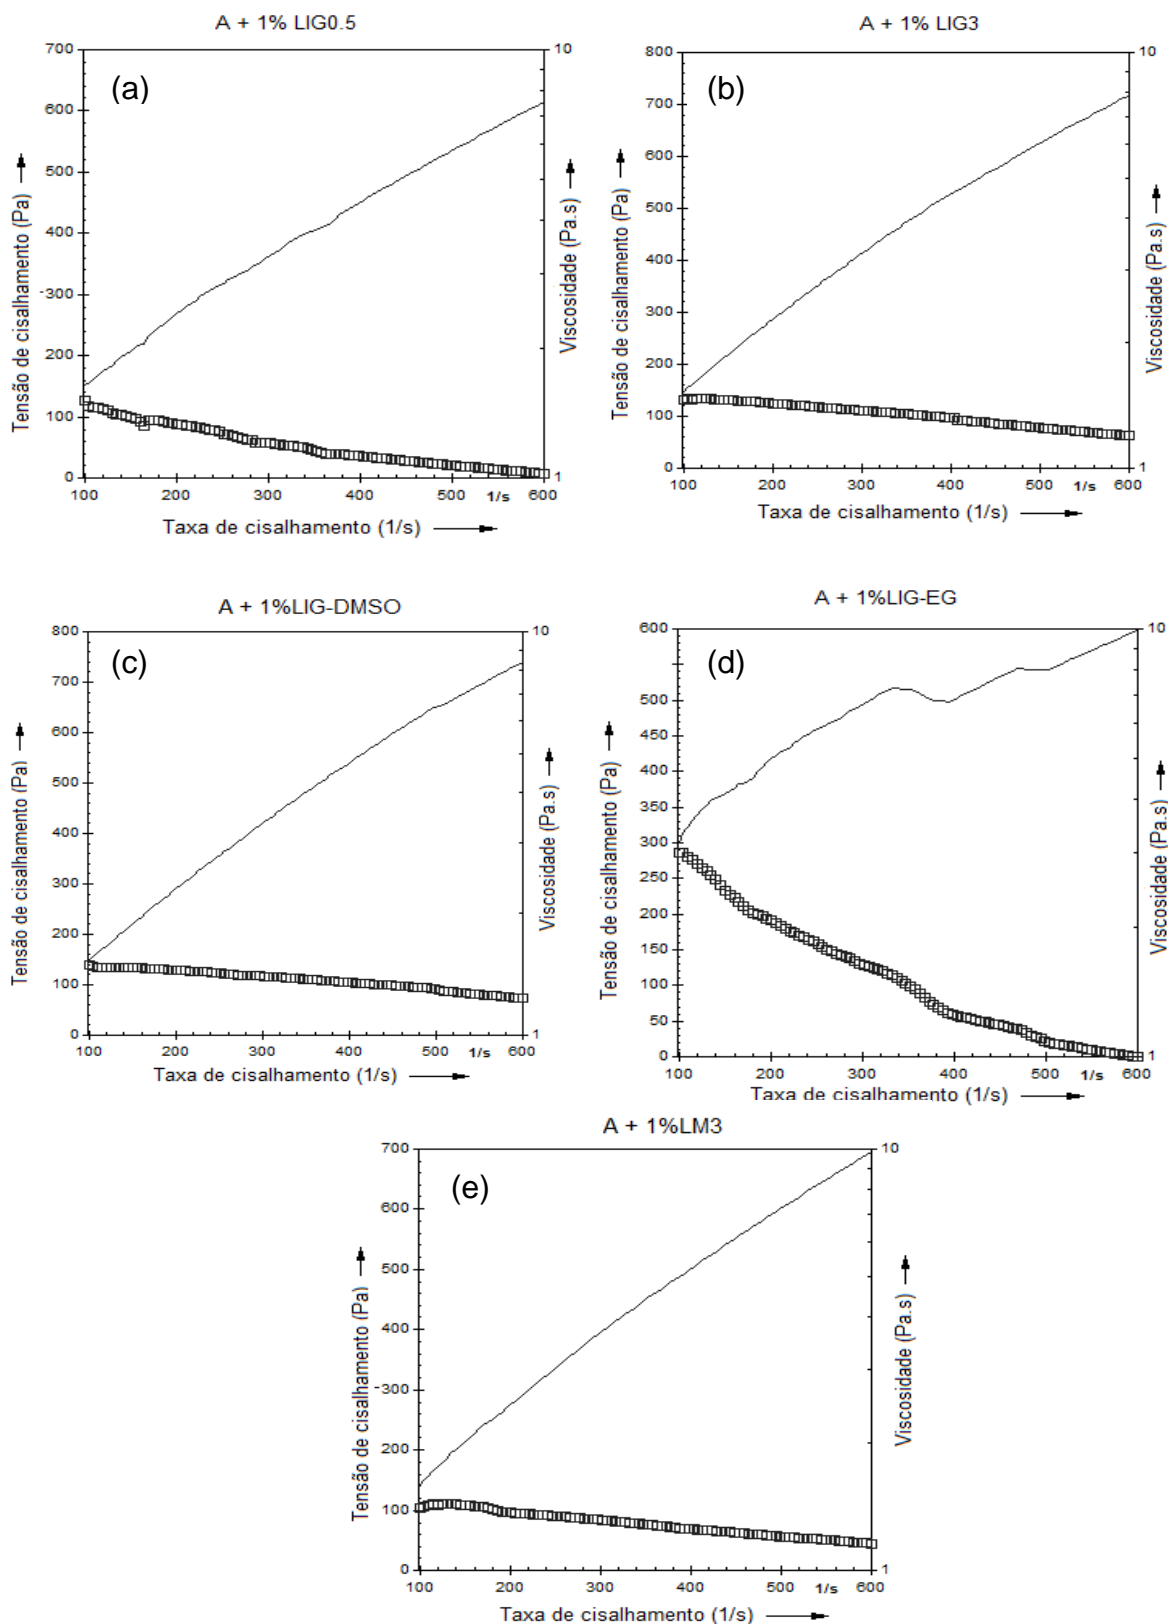 A + 1% LIG0.5
(a)
700
600
500
400
300
200
100
0
10
1
100
200
300
400
500
1/s
600
Tensão de cisalhamento (Pa)
Viscosidade (Pa.s)
Taxa de cisalhamento (1/s)
A + 1% LIG3
(b)
800
700
600
500
400
300
200
100
0
10
1
100
200
300
400
500
1/s
600
Tensão de cisalhamento (Pa)
Viscosidade (Pa.s)
Taxa de cisalhamento (1/s)
A + 1%LIG-DMSO
(c)
800
700
600
500
400
300
200
100
0
10
1
100
200
300
400
500
1/s
600
Tensão de cisalhamento (Pa)
Viscosidade (Pa.s)
Taxa de cisalhamento (1/s)
A + 1%LIG-EG
(d)
600
500
450
400
350
300
250
200
150
100
50
0
10
1
100
200
300
400
500
1/s
600
Tensão de cisalhamento (Pa)
Viscosidade (Pa.s)
Taxa de cisalhamento (1/s)
A + 1%LM3
(e)
700
600
500
400
300
200
100
0
10
1
100
200
300
400
500
1/s
600
Tensão de cisalhamento (Pa)
Viscosidade (Pa.s)
Taxa de cisalhamento (1/s)